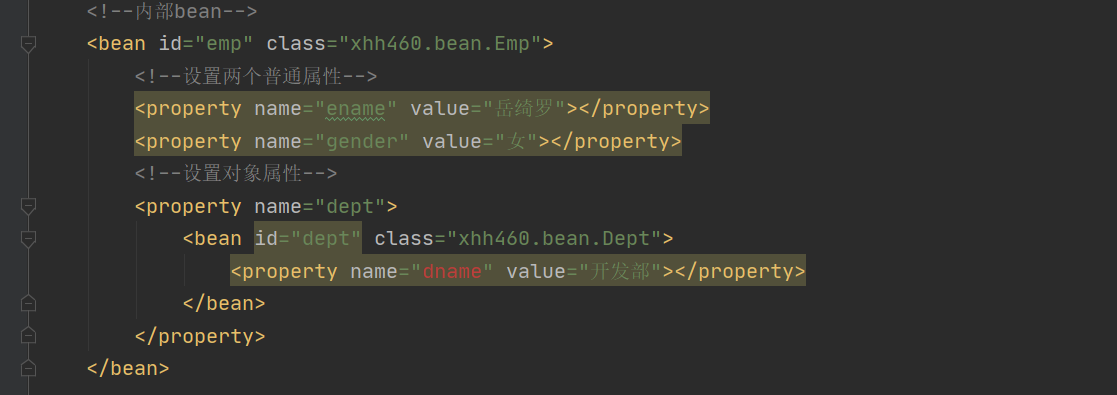 <!--内部bean-->
<bean id="emp" class="xhh460.bean.Emp">
<!--设置两个普通属性-->
<property name="ename" value="岳绮罗"></property>
<property name="gender" value="女"></property>
<!--设置对象属性-->
<property name="dept">
<bean id="dept" class="xhh460.bean.Dept">
<property name="dname" value="开发部"></property>
</bean>
</property>
</bean>